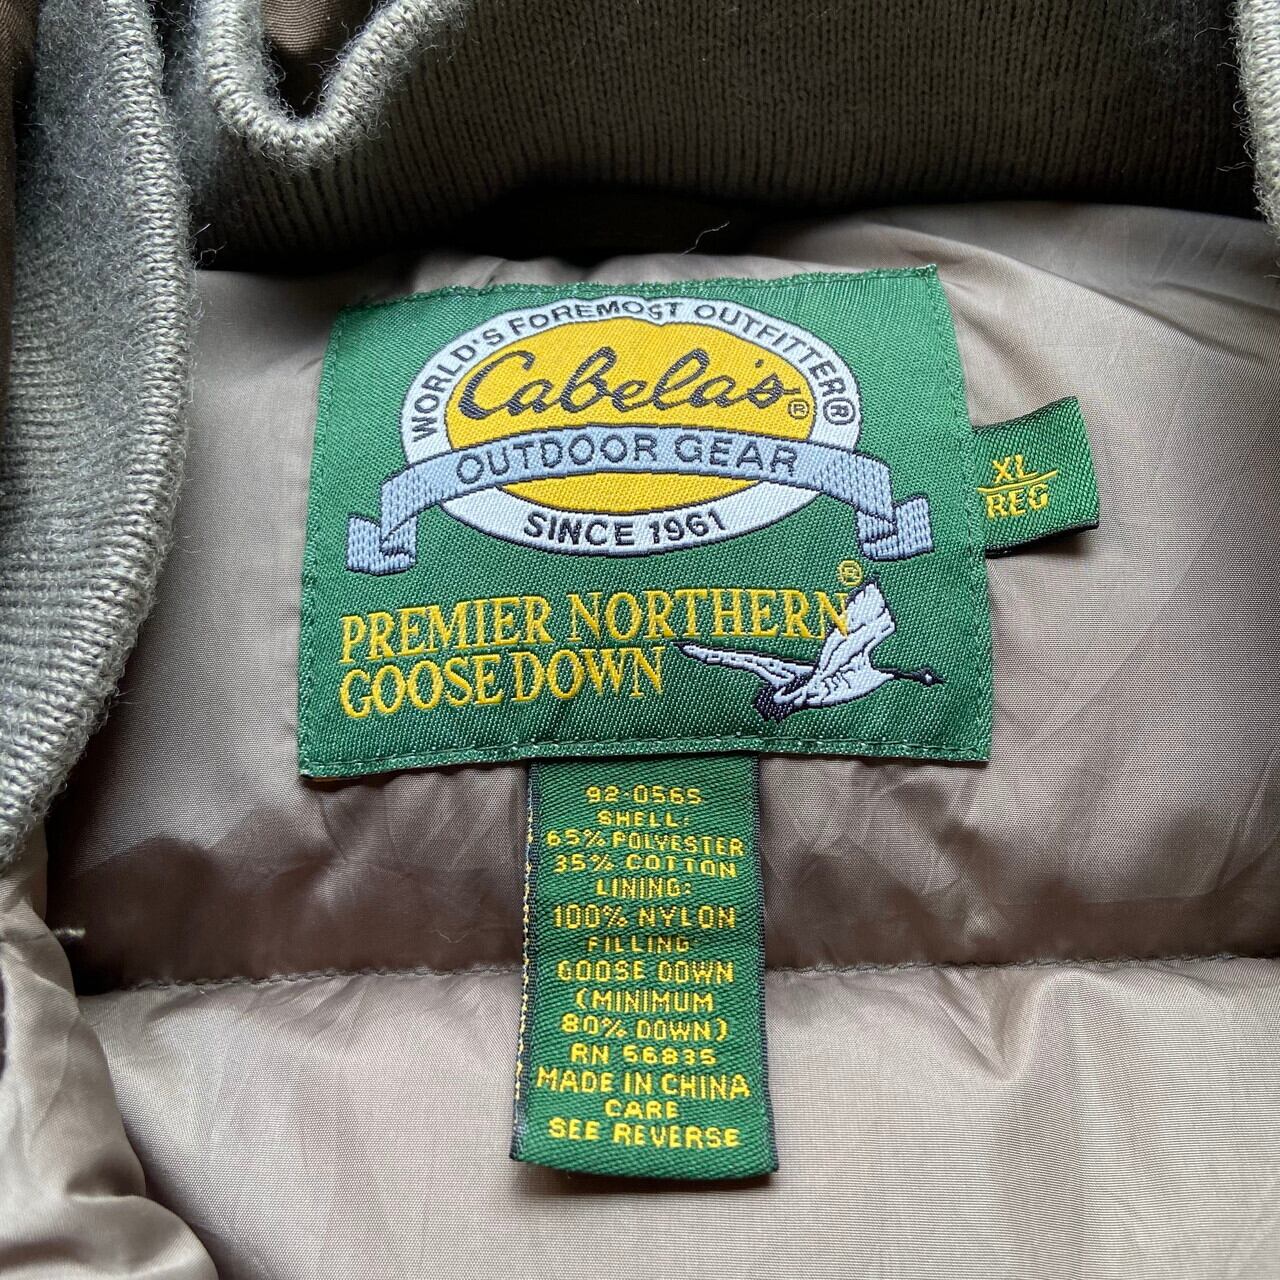 WORLD'S FOREMOST OUTFITTER®
Cabela's®
OUTDOOR GEAR
SINCE 1961
XL
REG
PREMIER NORTHERN®
GOOSE DOWN
92-0565
SHELL:
65% POLYESTER
35% COTTON
LINING:
100% NYLON
FILLING
GOOSE DOWN
(MINIMUM
80% DOWN)
RN 56835
MADE IN CHINA
CARE
SEE REVERSE